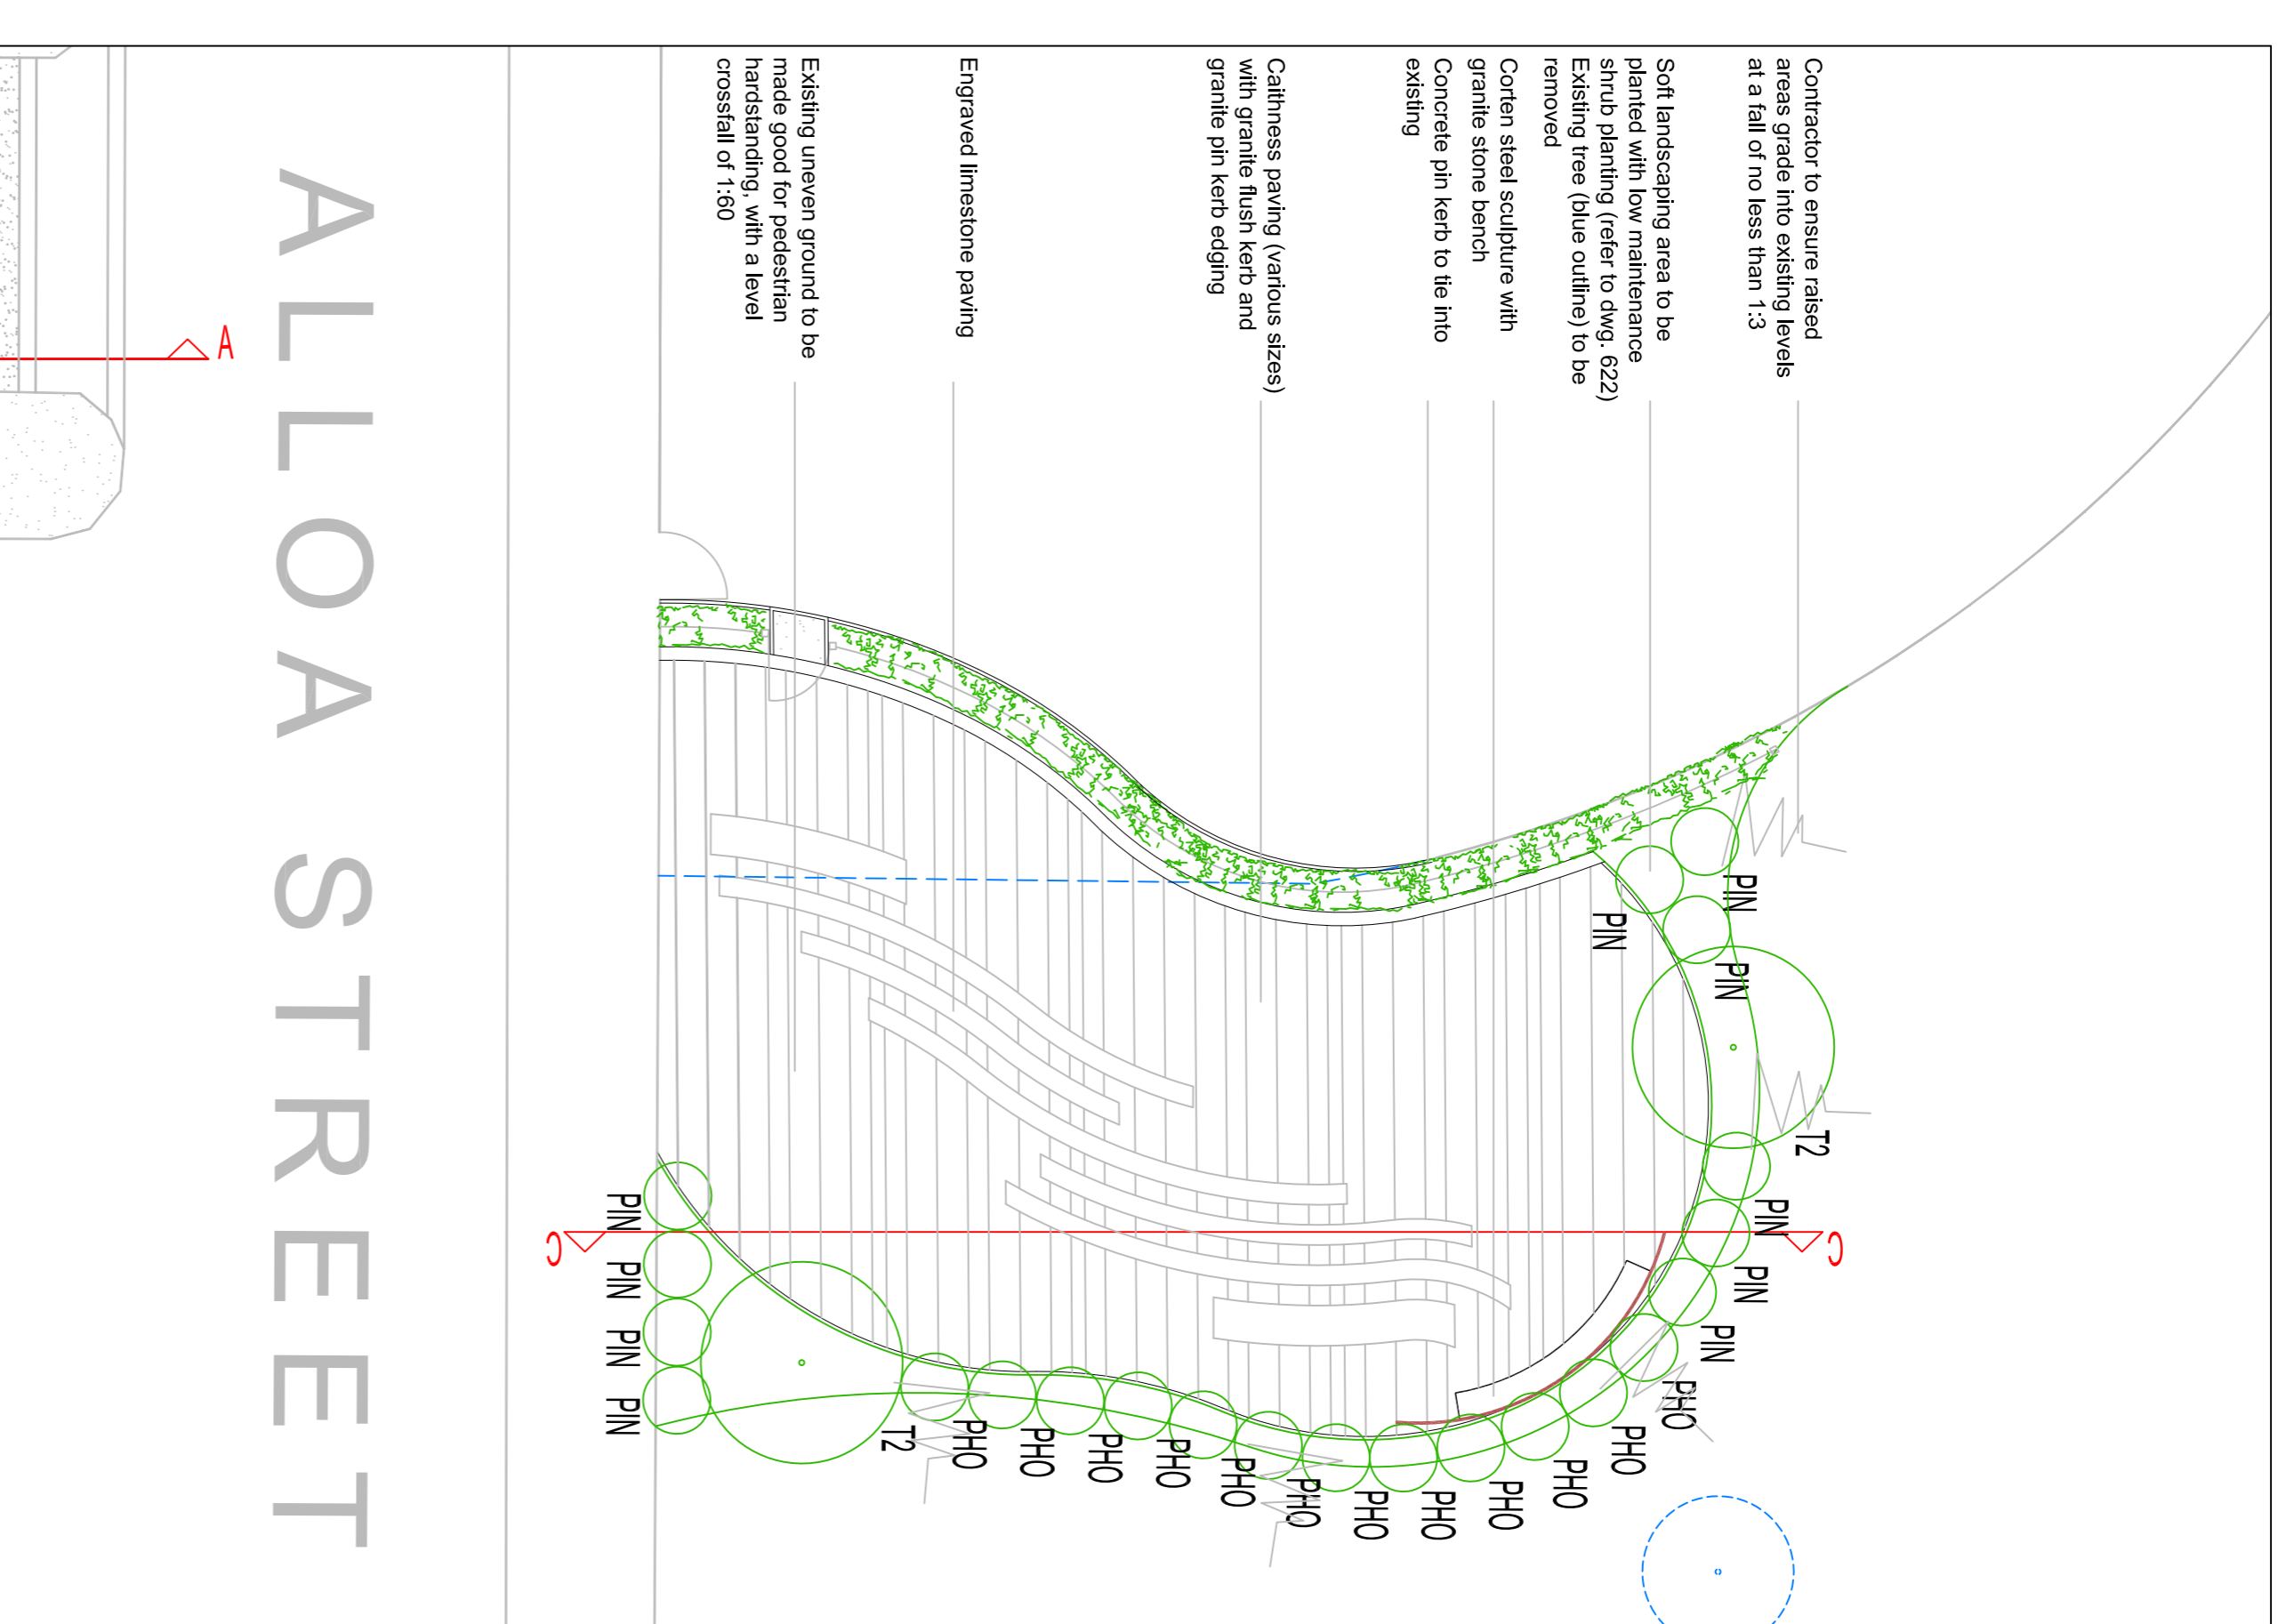 Contractor to ensure raised
areas grade into existing levels
at a fall of no less than 1:3
Soft landscaping area to be
planted with low maintenance
shrub planting (refer to dwg. 622)
Existing tree (blue outline) to be
removed
Corten steel sculpture with
granite stone bench
Concrete pin kerb to tie into
existing
Caithness paving (various sizes)
with granite flush kerb and
granite pin kerb edging
Engraved limestone paving
Existing uneven ground to be
made good for pedestrian
hardstanding, with a level
crossfall of 1:60
ALLOA STREET
A
PIN
PIN
PIN
T2
PIN
PIN
PIN
PHO
PHO
PHO
PHO
PHO
PHO
PHO
PHO
PHO
PHO
PHO
PHO
T2
PIN
PIN
PIN
PIN
C
C